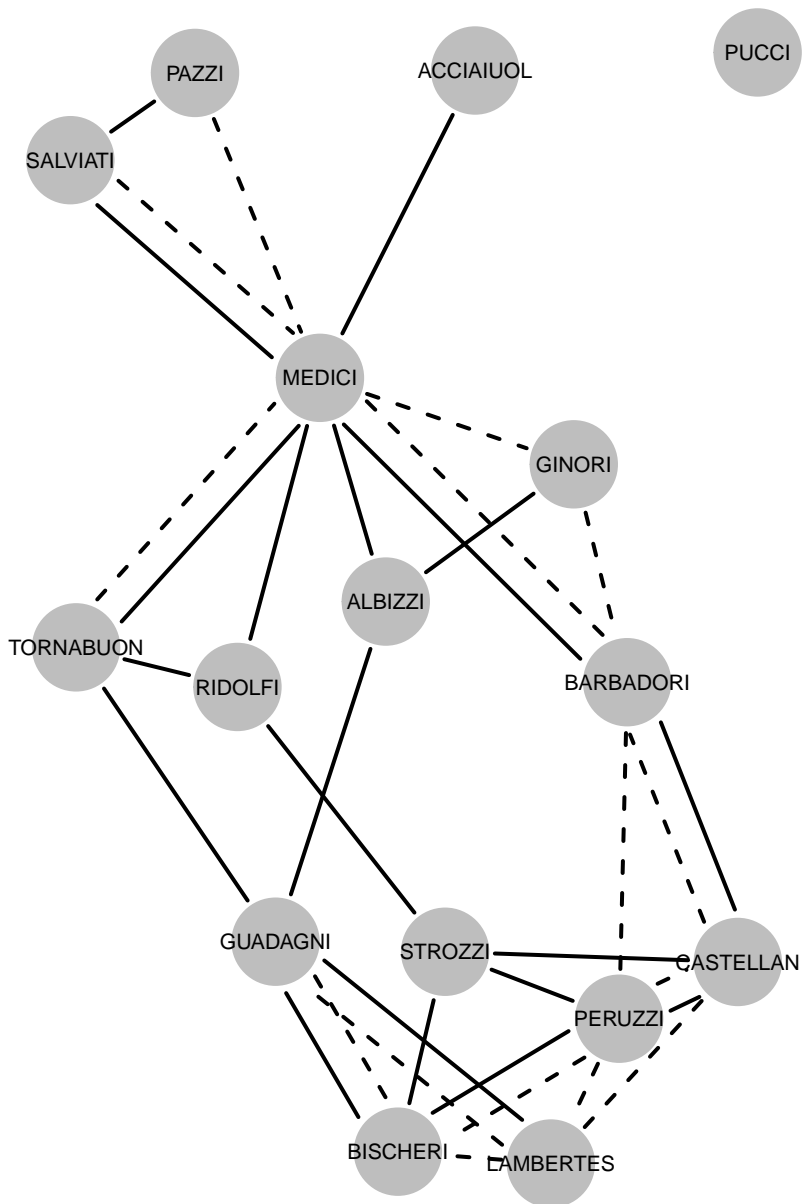 PUCCI
ACCIAIUOL
PAZZI
SALVIATI
MEDICI
GINORI
ALBIZZI
TORNABUON
RIDOLFI
BARBADORI
GUADAGNI
STROZZI
CASTELLAN
PERUZZI
BISCHERI
LAMBERTES